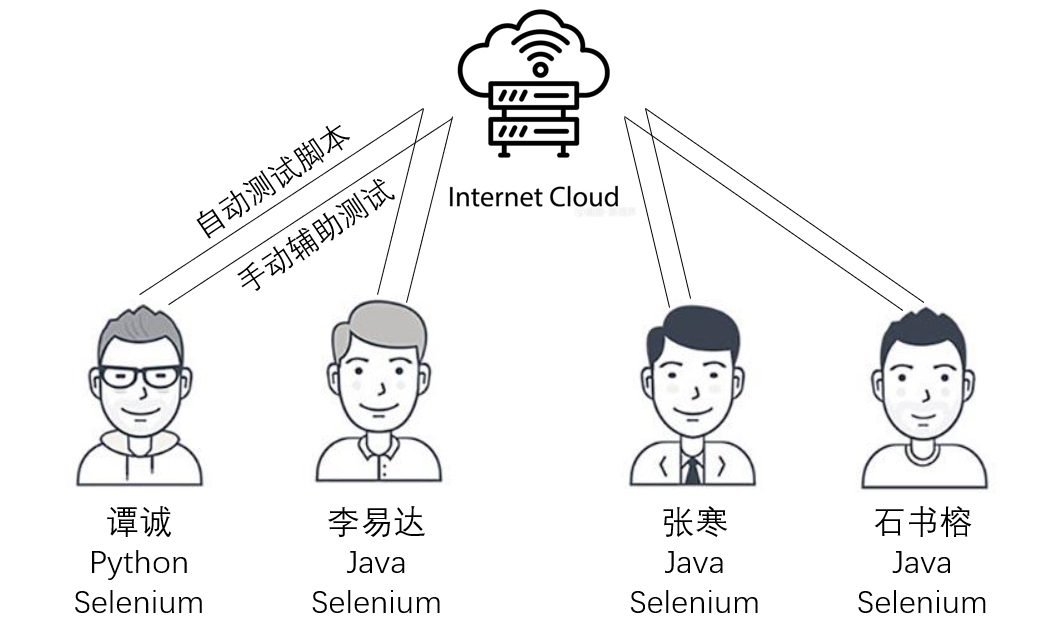 自动测试脚本
手动辅助测试
Internet Cloud
谭诚
Python
Selenium
李易达
Java
Selenium
张寒
Java
Selenium
石书榕
Java
Selenium